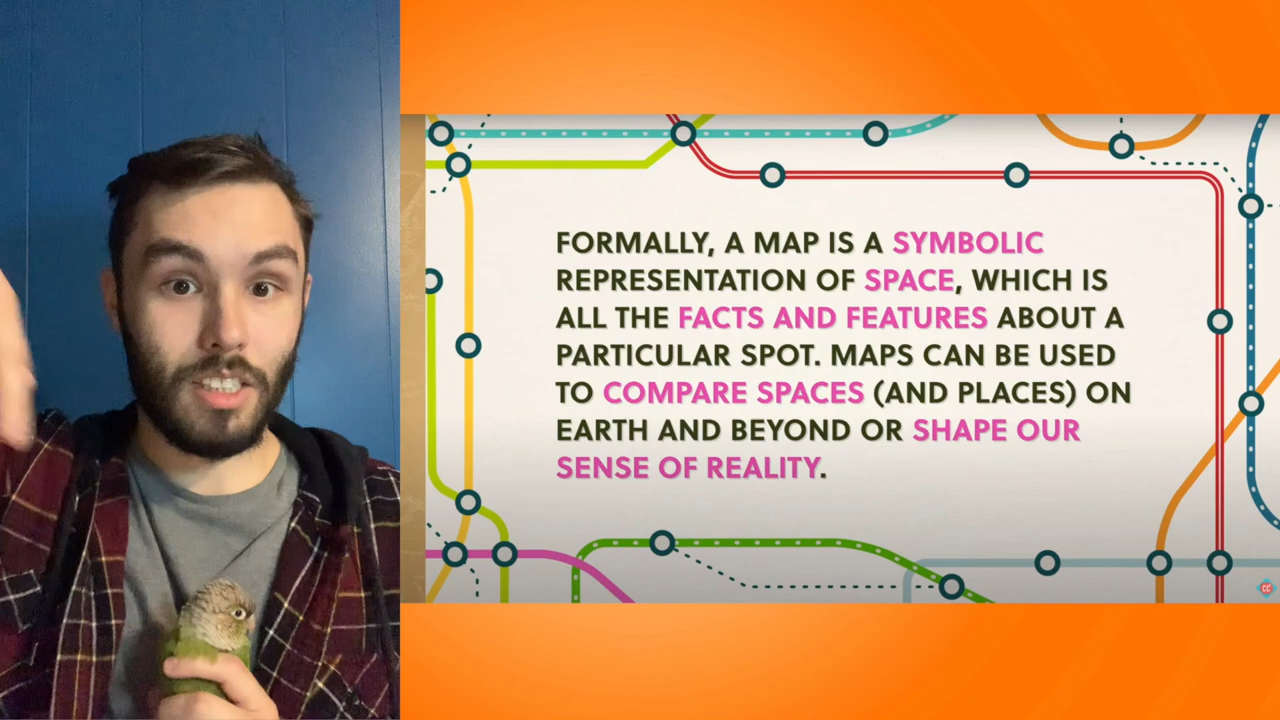 FORMALLY, A MAP IS A SYMBOLIC
REPRESENTATION OF SPACE, WHICH IS
ALL THE FACTS AND FEATURES ABOUT A
PARTICULAR SPOT. MAPS CAN BE USED
TO COMPARE SPACES (AND PLACES) ON
EARTH AND BEYOND OR SHAPE OUR
SENSE OF REALITY.
CC